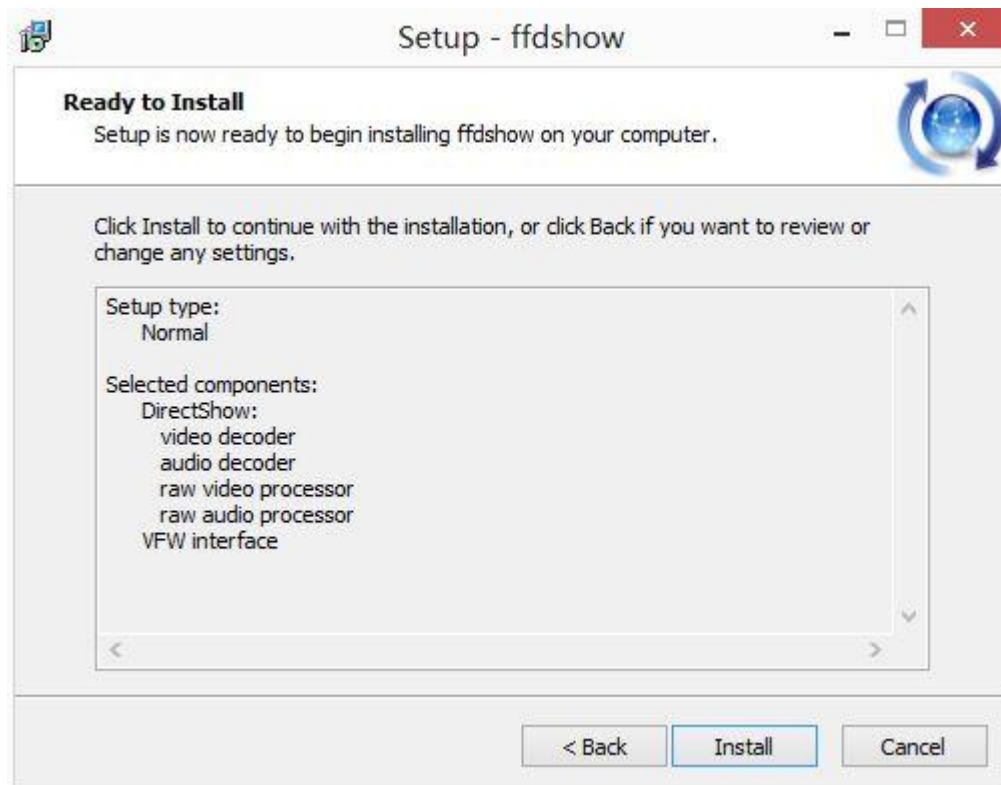 Setup - ffdshow
Ready to Install
Setup is now ready to begin installing ffdshow on your computer.
Click Install to continue with the installation, or click Back if you want to review or
change any settings.
Setup type:
Normal
Selected components:
DirectShow:
video decoder
audio decoder
raw video processor
raw audio processor
VFW interface
< Back
Install
Cancel